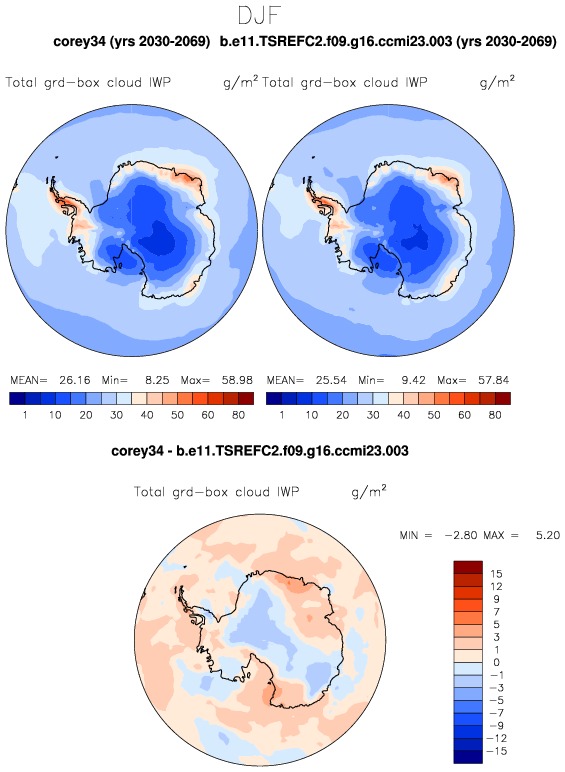 DJF
corey34 (yrs 2030-2069) b.e11.TSREFC2.f09.g16.ccmi23.003 (yrs 2030-2069)
Total grd-box cloud IWP g/m² Total grd-box cloud IWP g/m²
MEAN= 26.16 Min= 8.25 Max= 58.98 MEAN= 25.54 Min= 9.42 Max= 57.84
1 10 20 30 40 50 60 80 1 10 20 30 40 50 60 80
corey34 - b.e11.TSREFC2.f09.g16.ccmi23.003
Total grd-box cloud IWP g/m²
MIN = -2.80 MAX = 5.20
15
12
9
7
5
3
1
0
-1
-3
-5
-7
-9
-12
-15